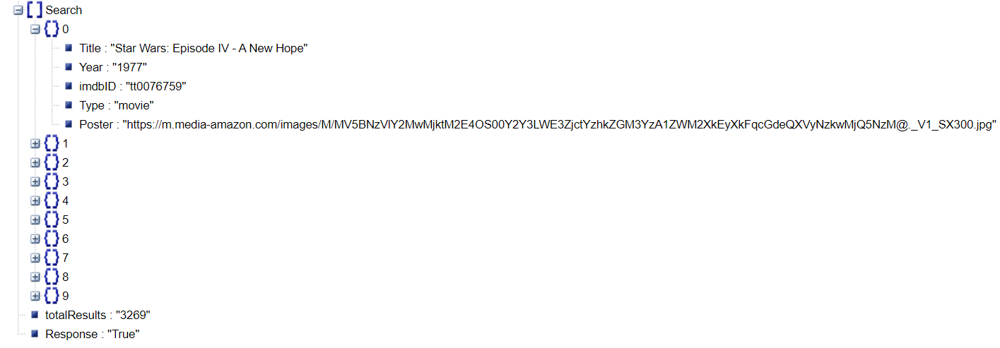 Search
0
Title : "Star Wars: Episode IV - A New Hope"
Year : "1977"
imdbID : "tt0076759"
Type : "movie"
Poster : "https://m.media-amazon.com/images/M/MV5BNzVlY2MwMjktM2E4OS00Y2Y3LWE3ZjctYzhkZGM3YzA1ZWM2XkEyXkFqcGdeQXVyNzkwMjQ5NzM@._V1_SX300.jpg"
1
2
3
4
5
6
7
8
9
totalResults : "3269"
Response : "True"